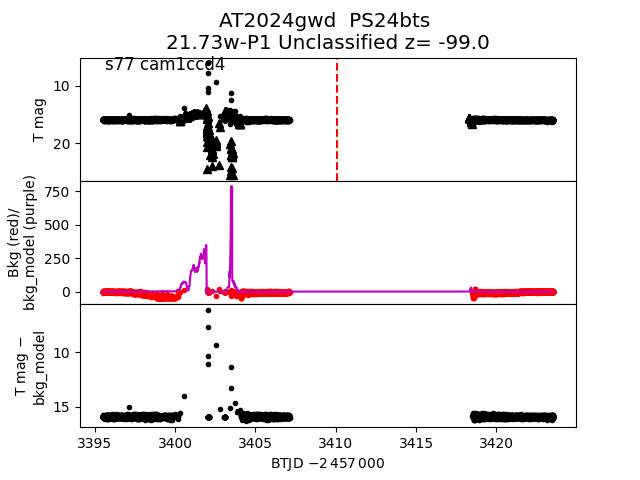 AT2024gwd  PS24bts
21.73w-P1 Unclassified z= -99.0
s77 cam1ccd4
T mag
10
20
Bkg (red)/
bkg_model (purple)
750
500
250
0
T mag −
bkg_model
10
15
3395 3400 3405 3410 3415 3420
BTJD −2 457 000